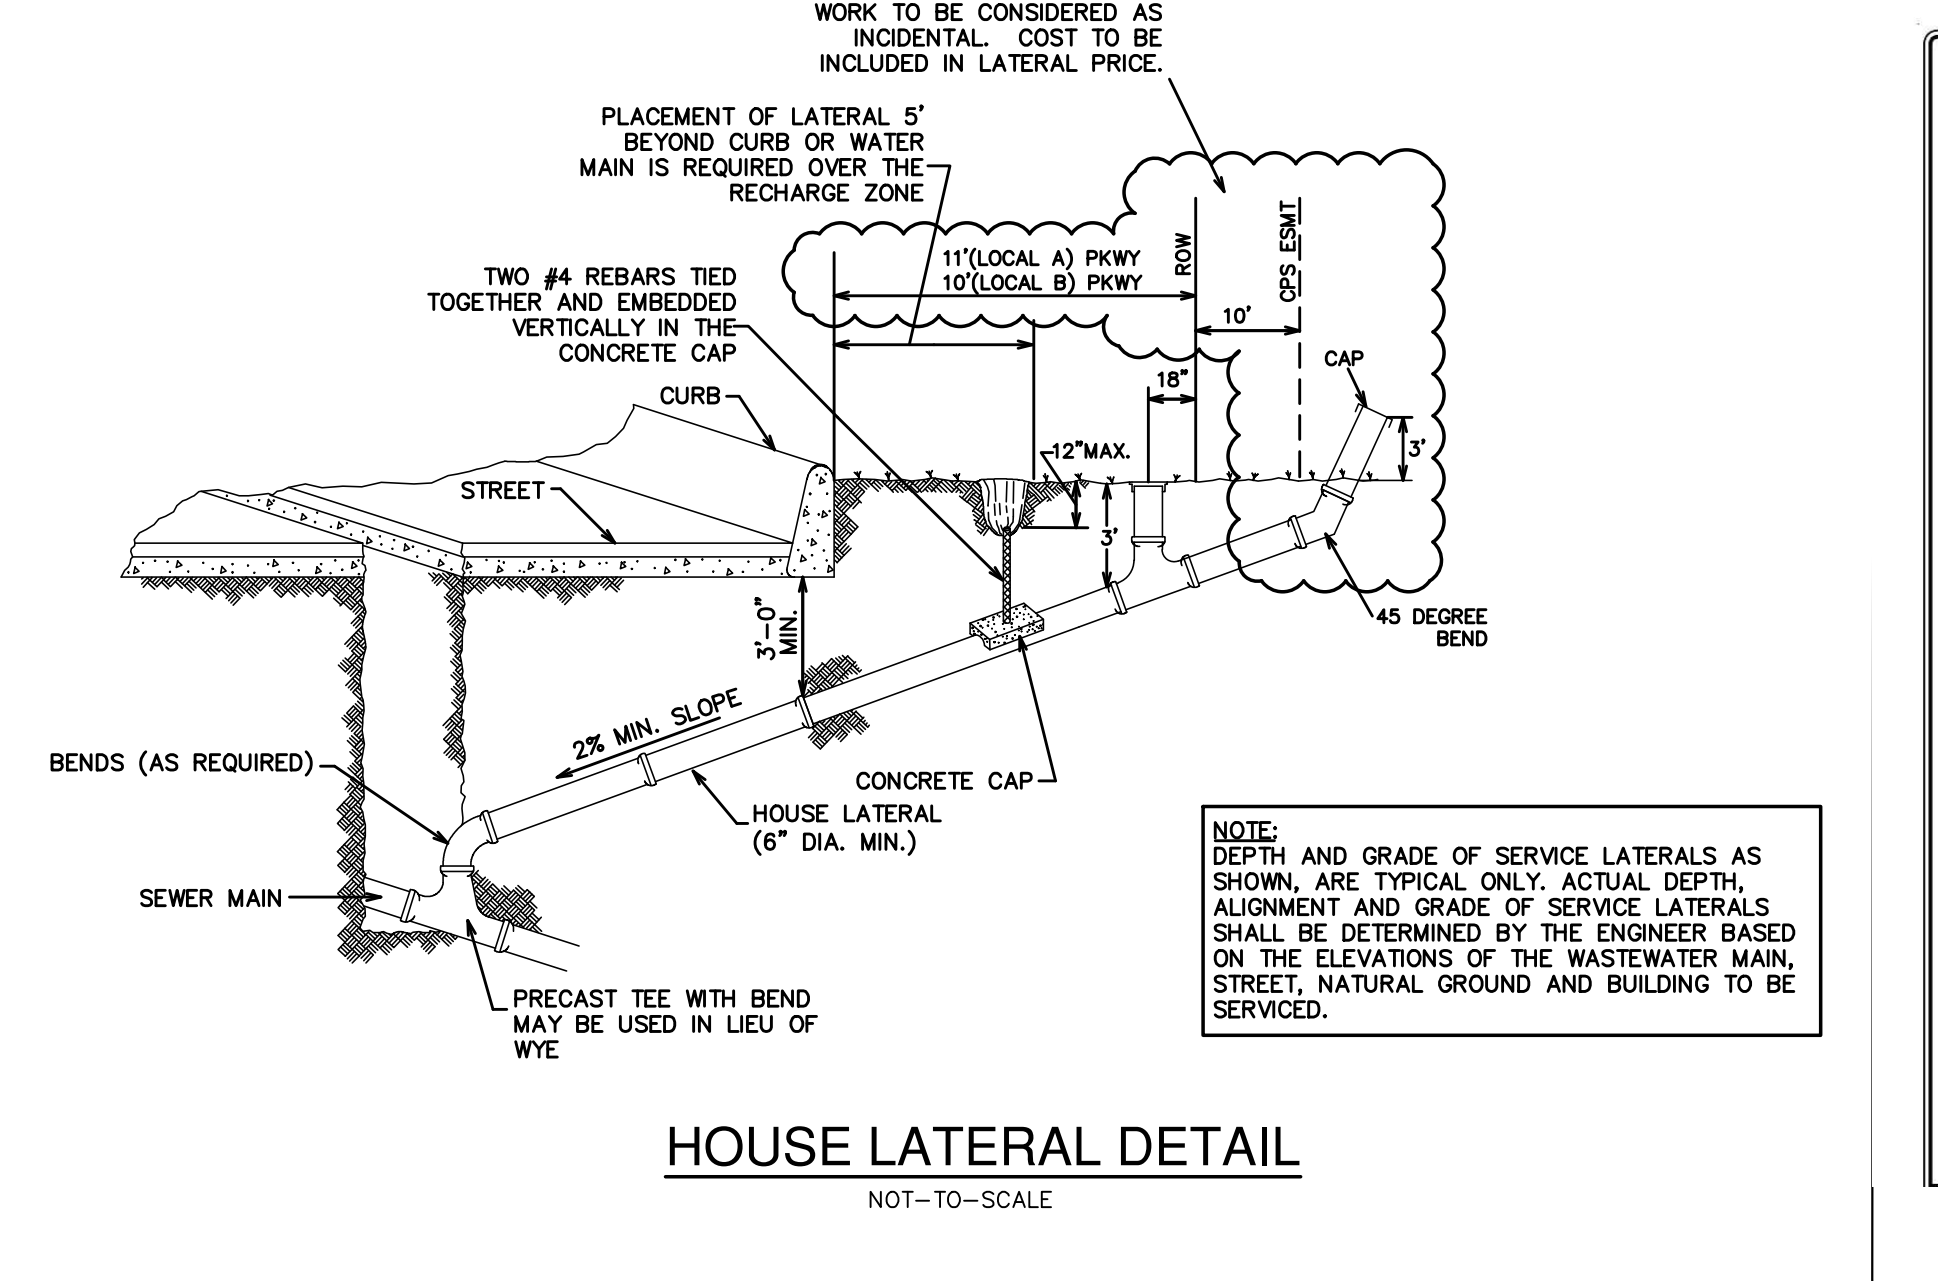 WORK TO BE CONSIDERED AS
INCIDENTAL. COST TO BE
INCLUDED IN LATERAL PRICE.
PLACEMENT OF LATERAL 5'
BEYOND CURB OR WATER
MAIN IS REQUIRED OVER THE
RECHARGE ZONE
11'(LOCAL A) PKWY
10'(LOCAL B) PKWY
ROW
CPS ESMT
10'
TWO #4 REBARS TIED
TOGETHER AND EMBEDDED
VERTICALLY IN THE
CONCRETE CAP
CAP
18"
CURB
3'
12"MAX.
STREET
3'
3'-0"
MIN.
45 DEGREE
BEND
2% MIN. SLOPE
BENDS (AS REQUIRED)
CONCRETE CAP
HOUSE LATERAL
(6" DIA. MIN.)
SEWER MAIN
PRECAST TEE WITH BEND
MAY BE USED IN LIEU OF
WYE
NOTE:
DEPTH AND GRADE OF SERVICE LATERALS AS
SHOWN, ARE TYPICAL ONLY. ACTUAL DEPTH,
ALIGNMENT AND GRADE OF SERVICE LATERALS
SHALL BE DETERMINED BY THE ENGINEER BASED
ON THE ELEVATIONS OF THE WASTEWATER MAIN,
STREET, NATURAL GROUND AND BUILDING TO BE
SERVICED.
HOUSE LATERAL DETAIL
NOT-TO-SCALE